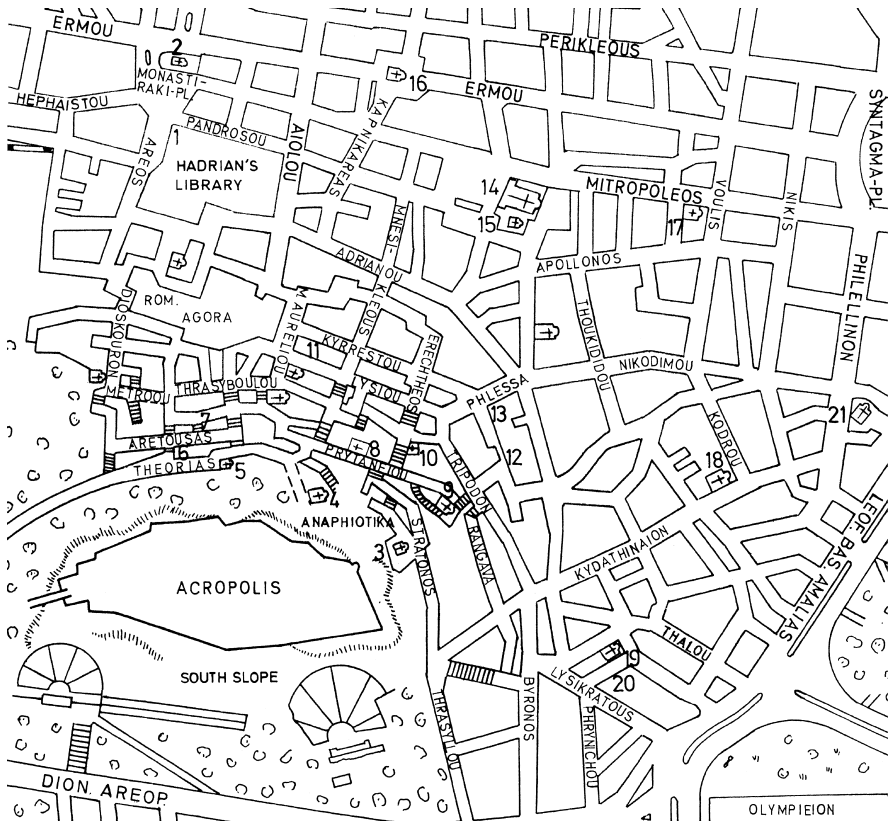 ERMOU
2
MONASTI-
RAKI-PL.
PERIKLEOUS
16
ERMOU
HEPHAISTOU
SYNTAGMA-PL.
1
PANDROSOU
AIOLOU
KAPNIKAREAS
AREOS
HADRIAN'S
LIBRARY
14
MITROPOLEOS
VOULIS
NIKIS
15
17
MNESI-
KLEOUS
ADRIANOU
APOLLONOS
PHILELLINON
ROM.
AGORA
DIOSKOURON
M. AURELIOU
THOUKIDIDOU
11
KYRRESTOU
ERECHTHEOS
NIKODIMOU
METROOU
THRASYBOULOU
LYSIOU
PHLESSA
7
13
KODROU
21
ARETOUSAS
8
6
PRYTANEIOU
10
TRIPODON
12
18
THEORIAS
5
9
4
ANAPHIOTIKA
STRATONOS
RANGAVA
LEOF. BAS. AMALIAS
3
KYDATHINAION
ACROPOLIS
THALOU
19
SOUTH SLOPE
LYSIKRATOUS
20
THRASYLLOU
BYRONOS
PHRYNICHOU
DION. AREOP.
OLYMPIEION